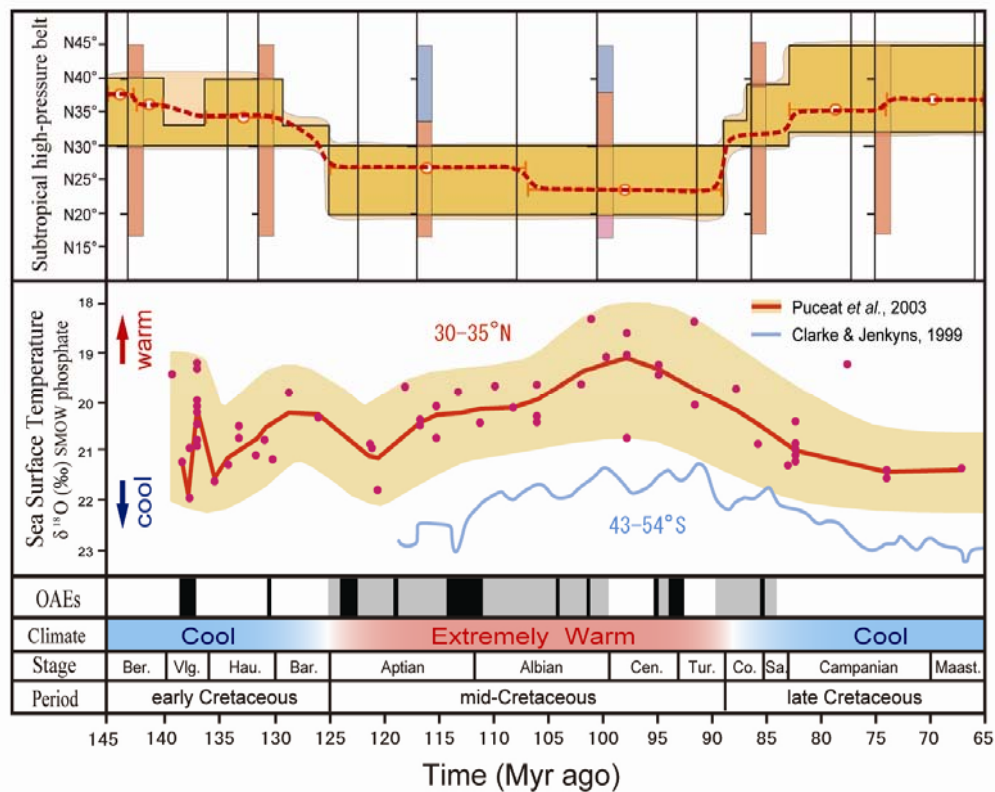 Subtropical high-pressure belt
N45°
N40°
N35°
N30°
N25°
N20°
N15°
Sea Surface Temperature
δ ¹⁸O (‰) SMOW phosphate
warm
cool
18
19
20
21
22
23
30–35°N
Puceat et al., 2003
Clarke & Jenkyns, 1999
43–54°S
OAEs
Climate
Cool
Extremely Warm
Cool
Stage
Ber.
Vlg.
Hau.
Bar.
Aptian
Albian
Cen.
Tur.
Co.
Sa.
Campanian
Maast.
Period
early Cretaceous
mid-Cretaceous
late Cretaceous
145 140 135 130 125 120 115 110 105 100 95 90 85 80 75 70 65
Time (Myr ago)